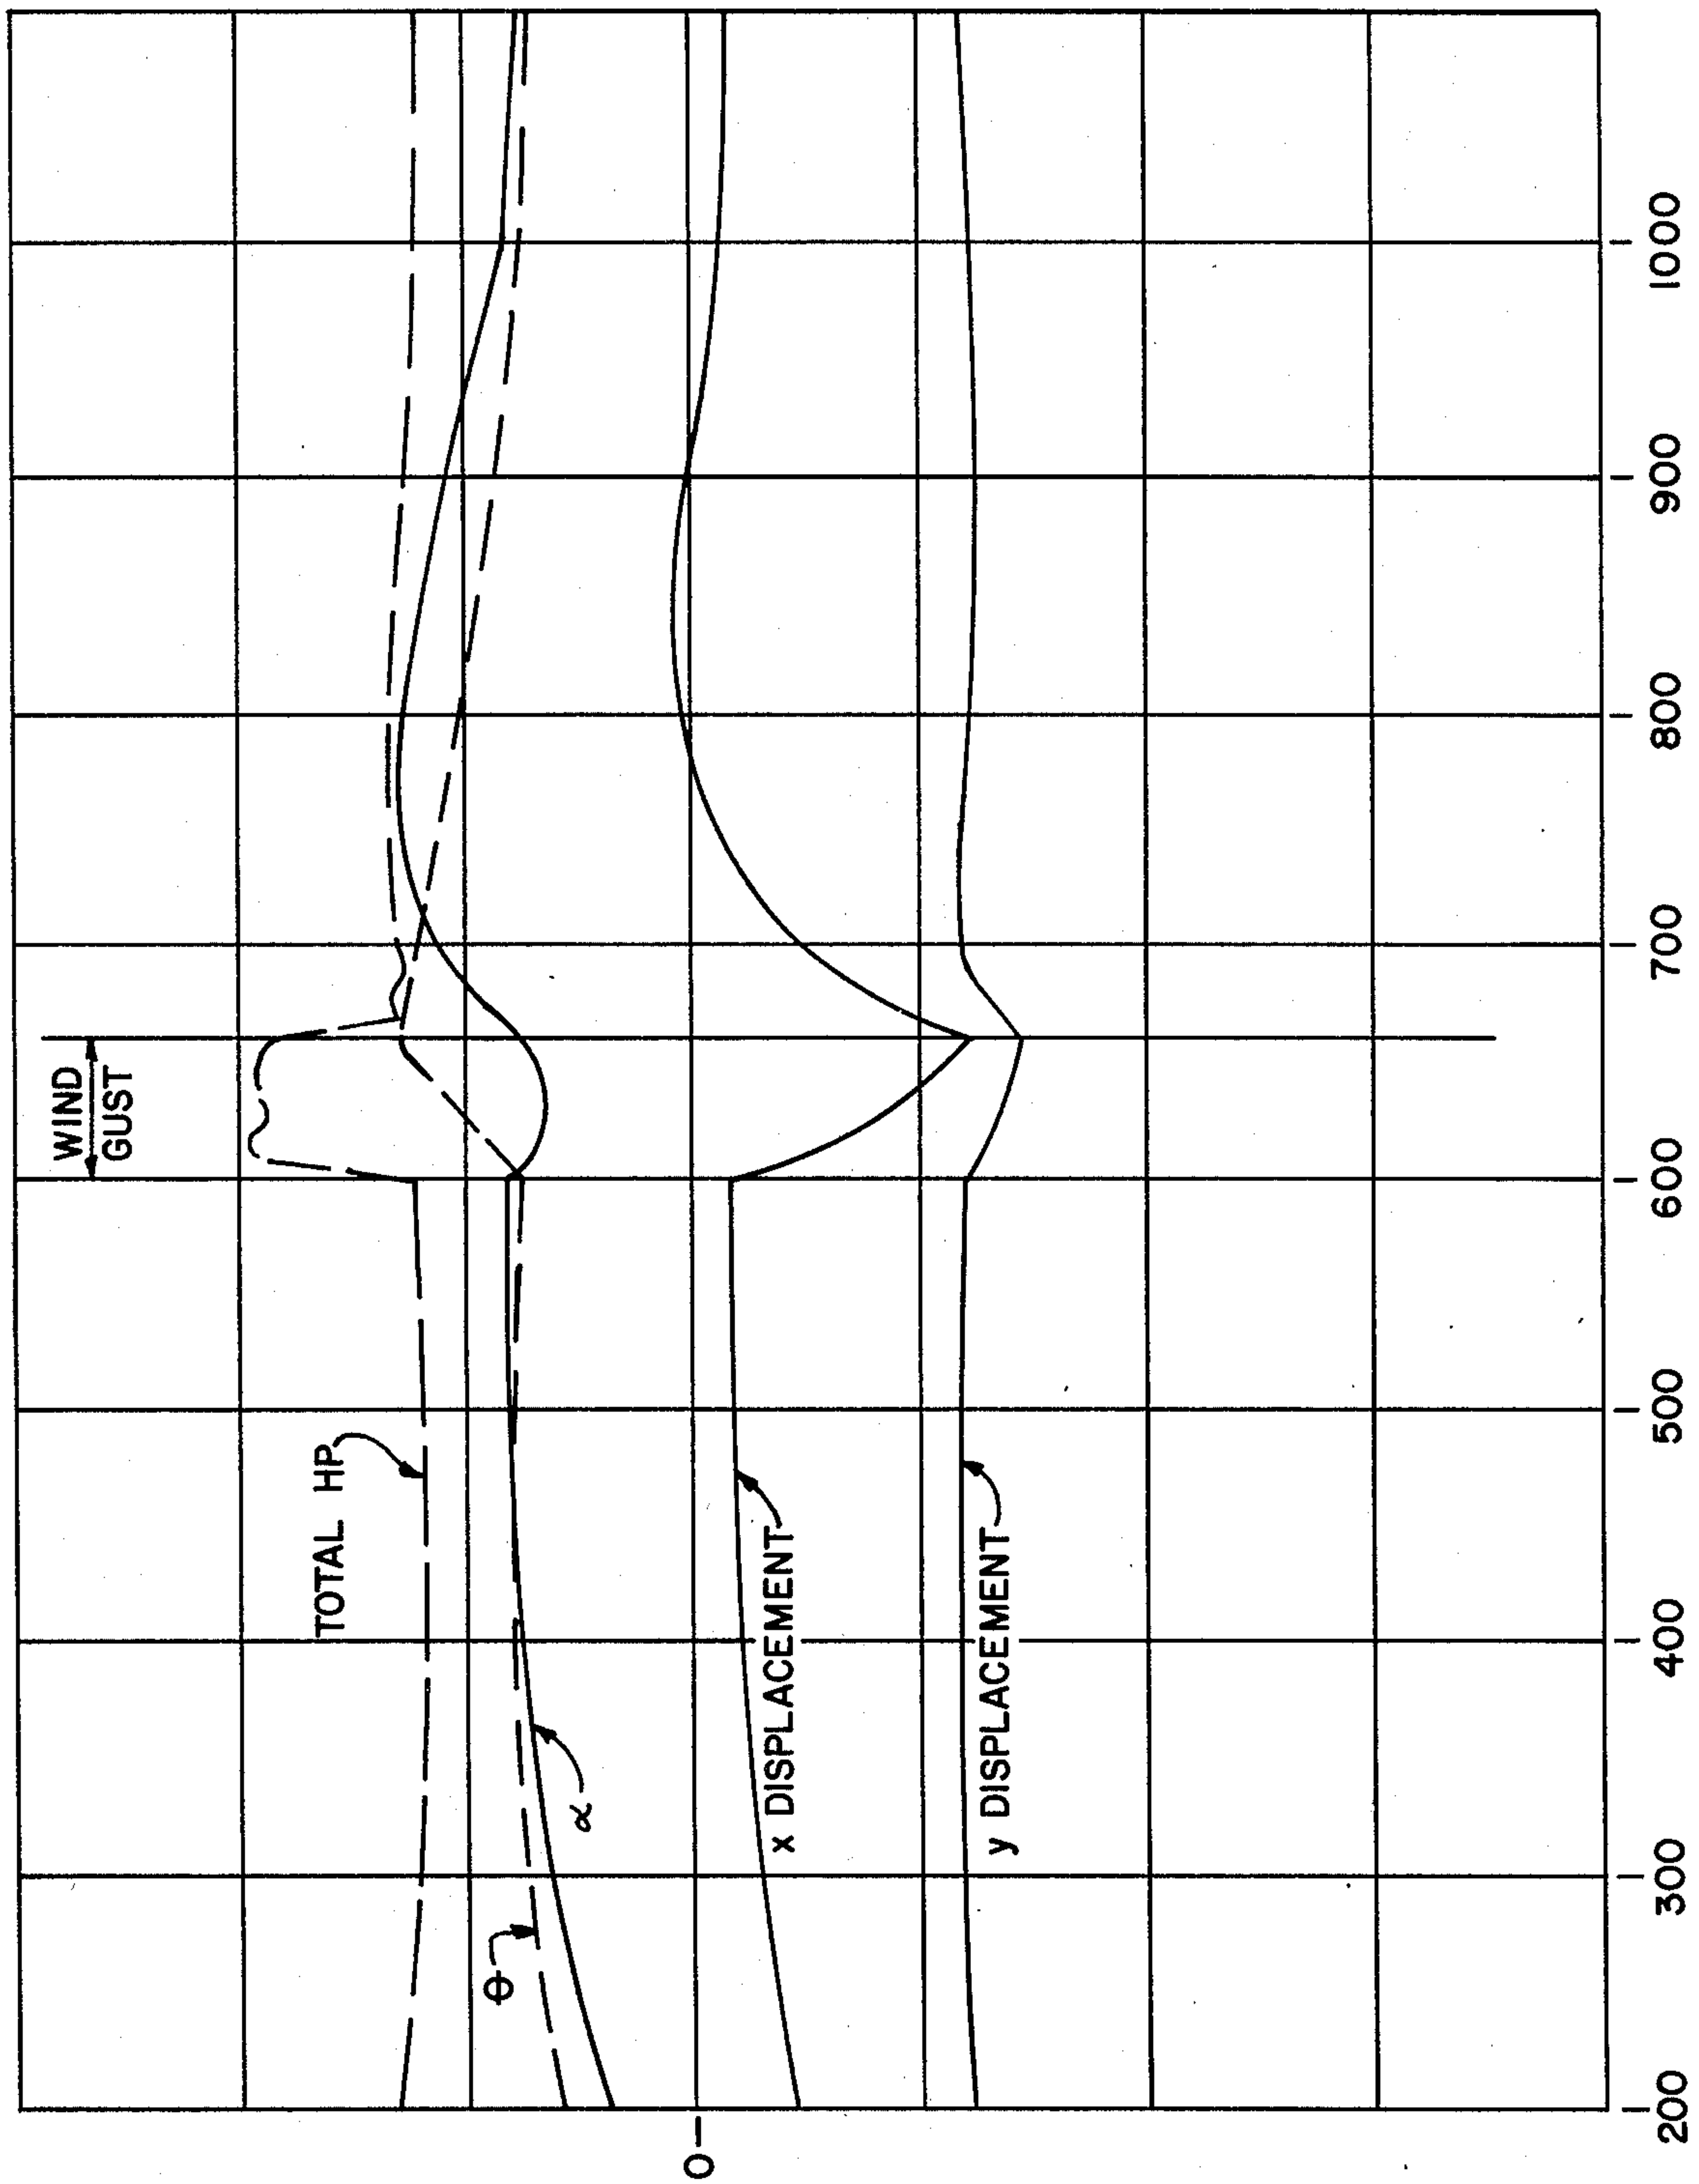 WIND
GUST
TOTAL HP
θ
α
x DISPLACEMENT
y DISPLACEMENT
0
200 300 400 500 600 700 800 900 1000